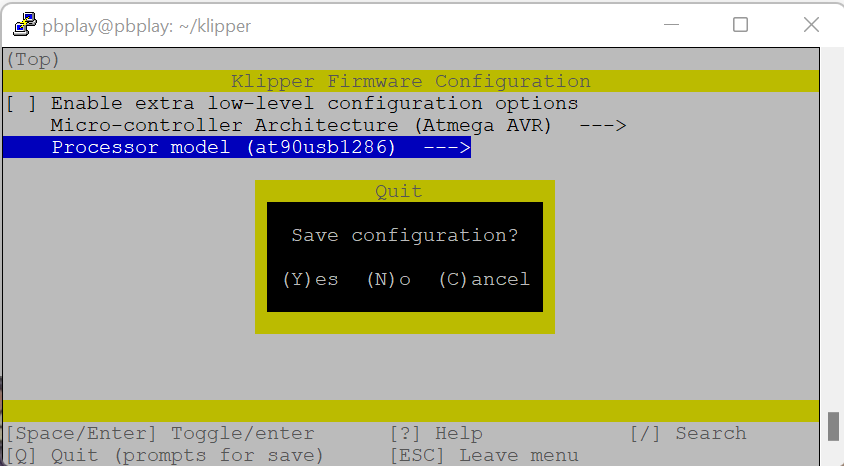 pbplay@pbplay: ~/klipper
(Top)
Klipper Firmware Configuration
[ ] Enable extra low-level configuration options
Micro-controller Architecture (Atmega AVR)  --->
Processor model (at90usb1286)  --->
Quit
Save configuration?
(Y)es  (N)o  (C)ancel
[Space/Enter] Toggle/enter [?] Help [/] Search
[Q] Quit (prompts for save) [ESC] Leave menu